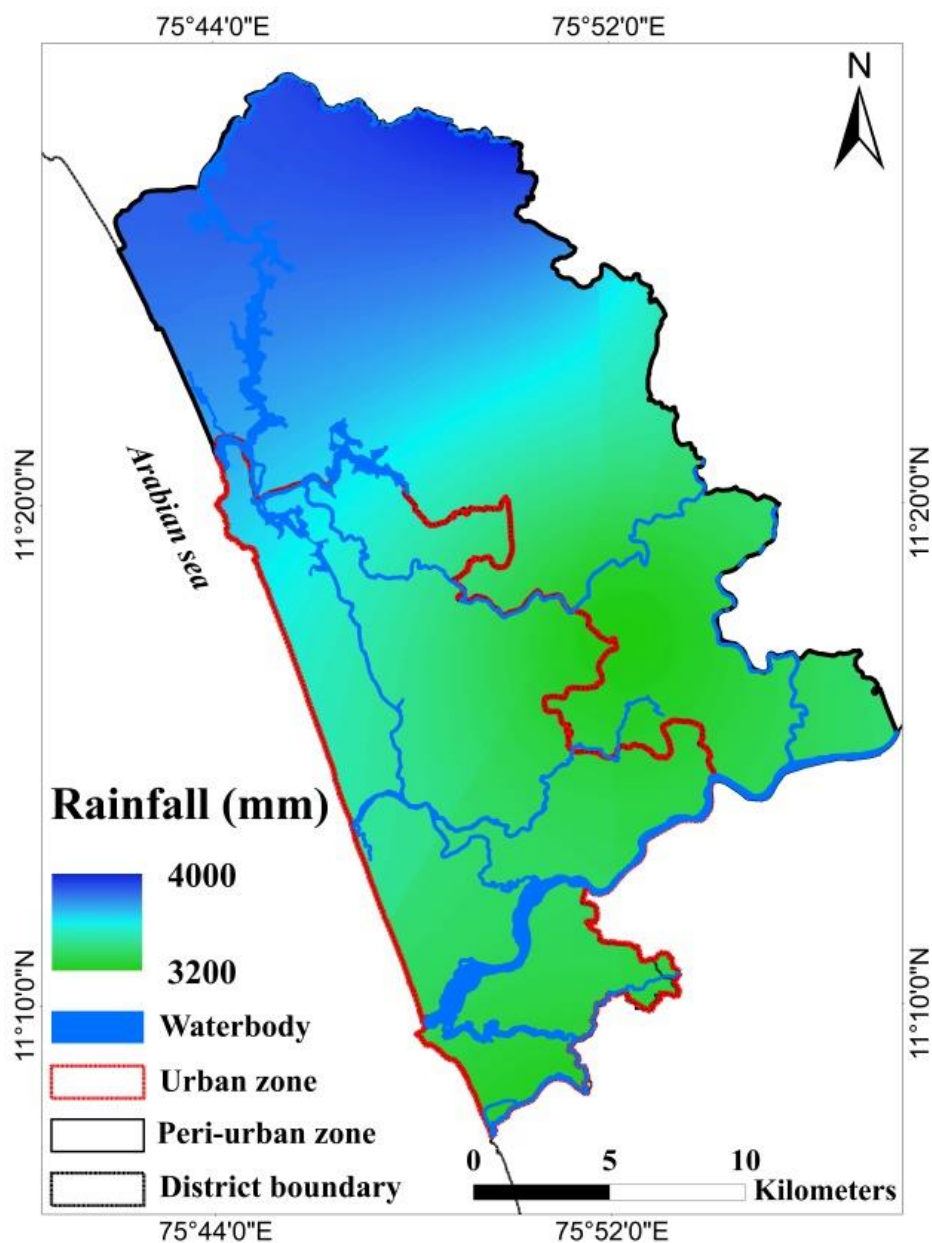 75°44'0"E 75°52'0"E
N
11°20'0"N 11°20'0"N
Arabian sea
Rainfall (mm)
4000
3200
Waterbody
Urban zone
Peri-urban zone
District boundary
11°10'0"N 11°10'0"N
0 5 10
Kilometers
75°44'0"E 75°52'0"E